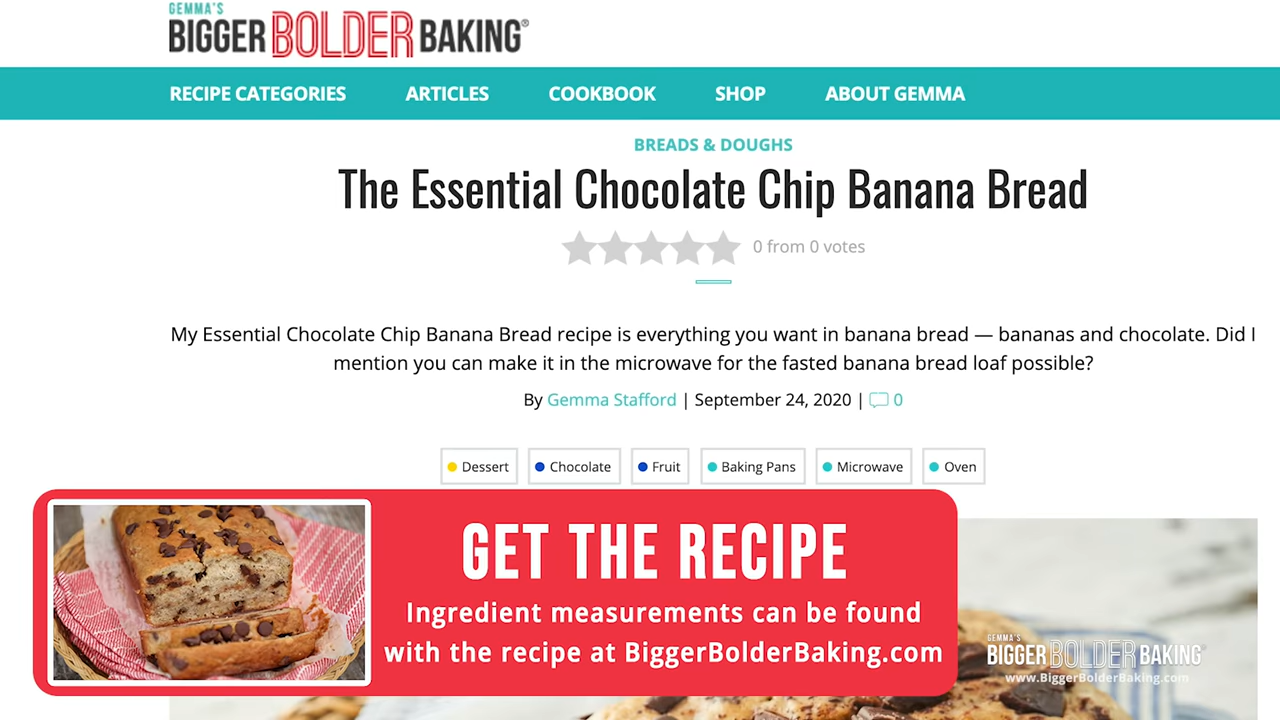 GEMMA'S
BIGGER BOLDER BAKING®
RECIPE CATEGORIES ARTICLES COOKBOOK SHOP ABOUT GEMMA
BREADS & DOUGHS
The Essential Chocolate Chip Banana Bread
0 from 0 votes
My Essential Chocolate Chip Banana Bread recipe is everything you want in banana bread — bananas and chocolate. Did I
mention you can make it in the microwave for the fasted banana bread loaf possible?
By Gemma Stafford | September 24, 2020 | 0
Dessert Chocolate Fruit Baking Pans Microwave Oven
GET THE RECIPE
Ingredient measurements can be found
with the recipe at BiggerBolderBaking.com
GEMMA'S
BIGGER BOLDER BAKING®
www.BiggerBolderBaking.com